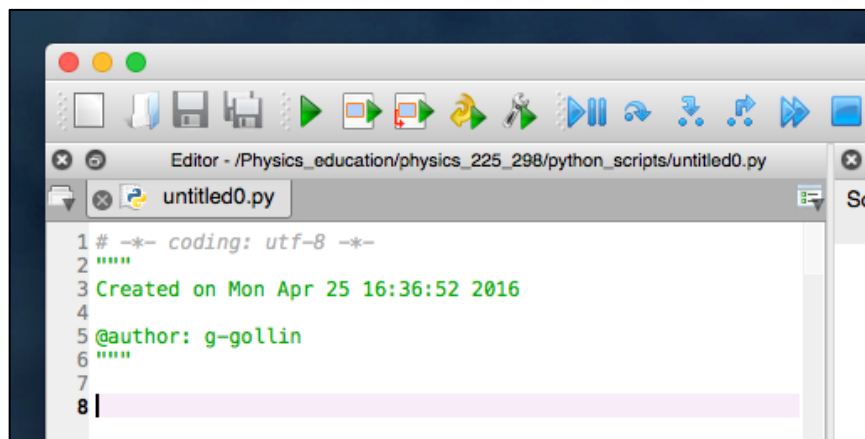 Editor - /Physics_education/physics_225_298/python_scripts/untitled0.py
untitled0.py
1 # -*- coding: utf-8 -*-
2 """
3 Created on Mon Apr 25 16:36:52 2016
4
5 @author: g-gollin
6 """
7
8